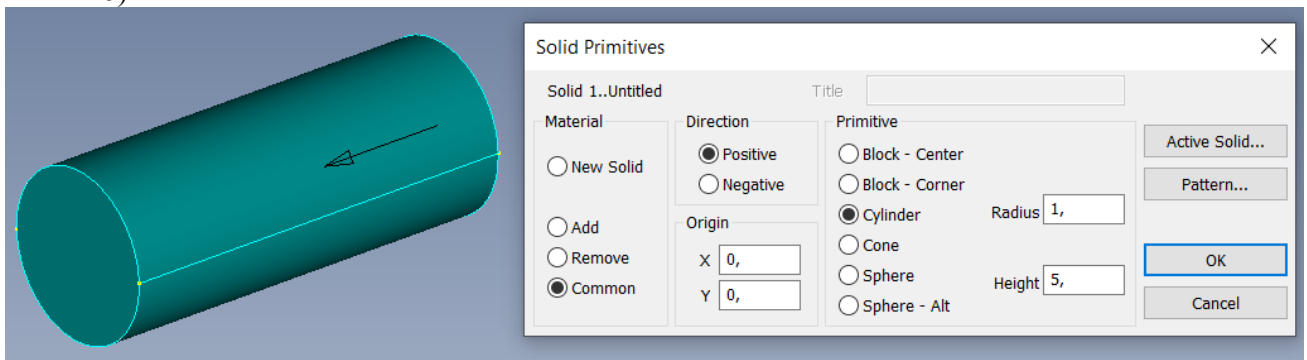 Solid Primitives
Solid 1..Untitled
Title
Material
New Solid
Add
Remove
Common
Direction
Positive
Negative
Origin
X 0,
Y 0,
Primitive
Block - Center
Block - Corner
Cylinder
Cone
Sphere
Sphere - Alt
Radius 1,
Height 5,
Active Solid...
Pattern...
OK
Cancel